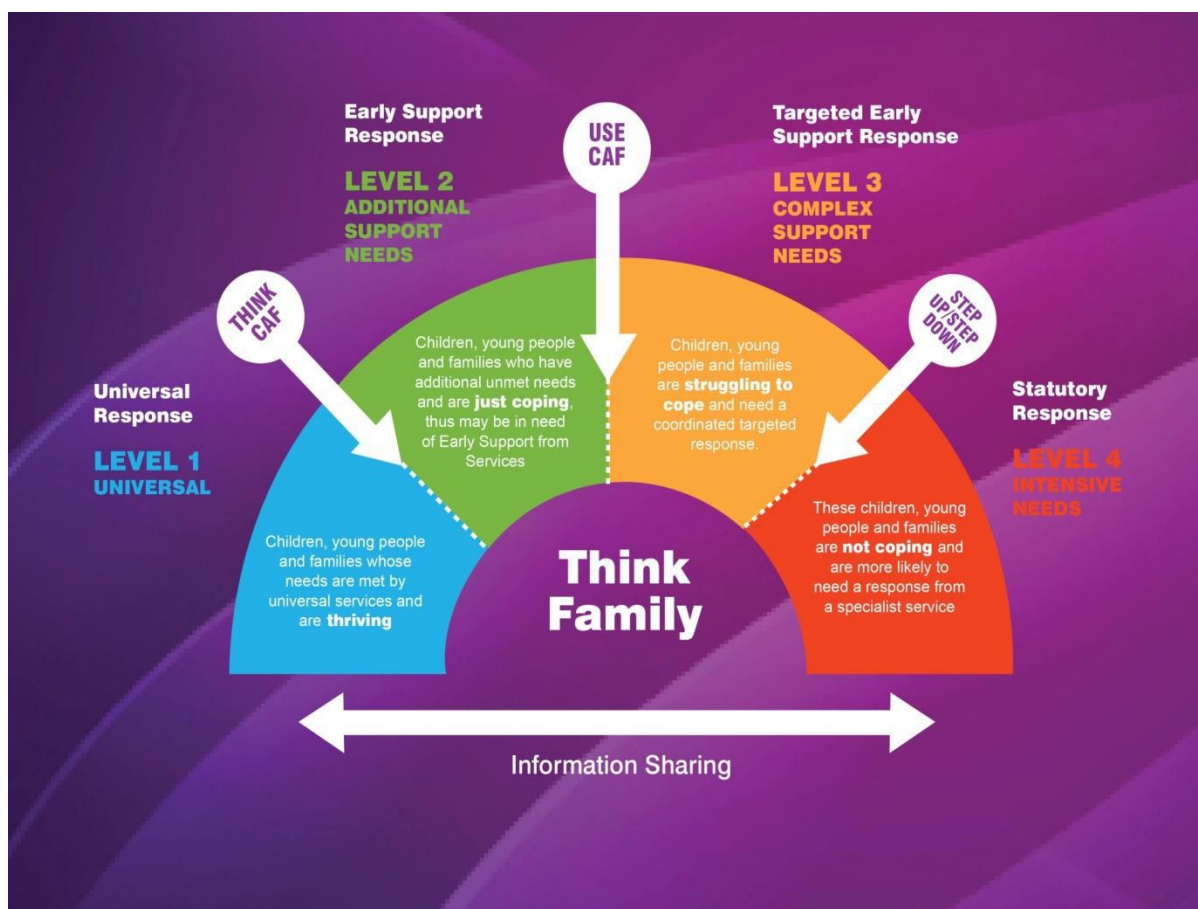 Universal
Response
LEVEL 1
UNIVERSAL
Children, young people
and families whose
needs are met by
universal services and
are thriving
THINK
CAF
Early Support
Response
LEVEL 2
ADDITIONAL
SUPPORT
NEEDS
Children, young people
and families who have
additional unmet needs
and are just coping,
thus may be in need
of Early Support from
Services
USE
CAF
Targeted Early
Support Response
LEVEL 3
COMPLEX
SUPPORT
NEEDS
Children, young
people and families
are struggling to
cope and need a
coordinated targeted
response.
STEP
UP/STEP
DOWN
Statutory
Response
LEVEL 4
INTENSIVE
NEEDS
These children, young
people and families
are not coping and
are more likely to
need a response from
a specialist service
Think
Family
Information Sharing